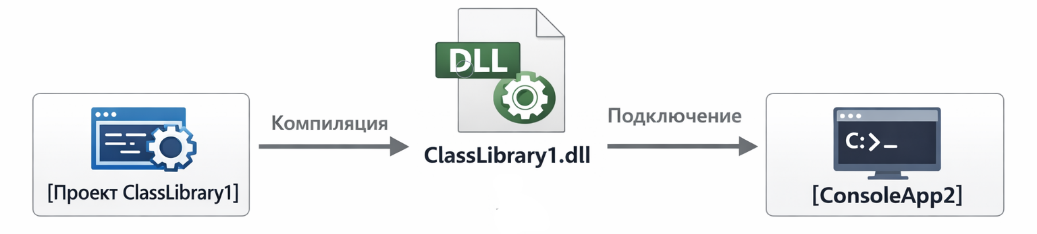 DLL
Компиляция
Подключение
C:>_
ClassLibrary1.dll
[Проект ClassLibrary1]
[ConsoleApp2]